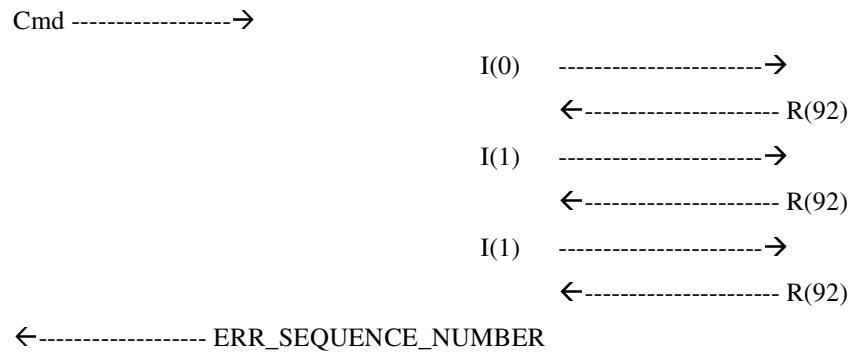 Cmd ------------------→
I(0) -----------------------→
←---------------------- R(92)
I(1) -----------------------→
←---------------------- R(92)
I(1) -----------------------→
←---------------------- R(92)
←------------------- ERR_SEQUENCE_NUMBER